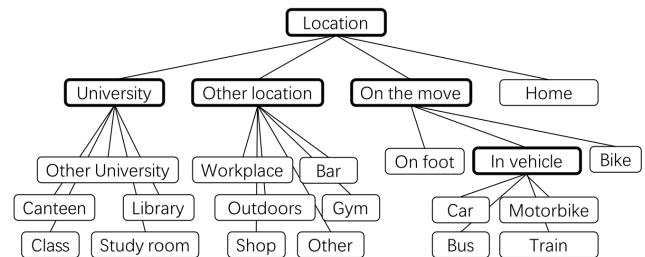 Location
University Other location On the move Home
Other University Workplace Bar On foot In vehicle Bike
Canteen Library Outdoors Gym Car Motorbike
Class Study room Shop Other Bus Train